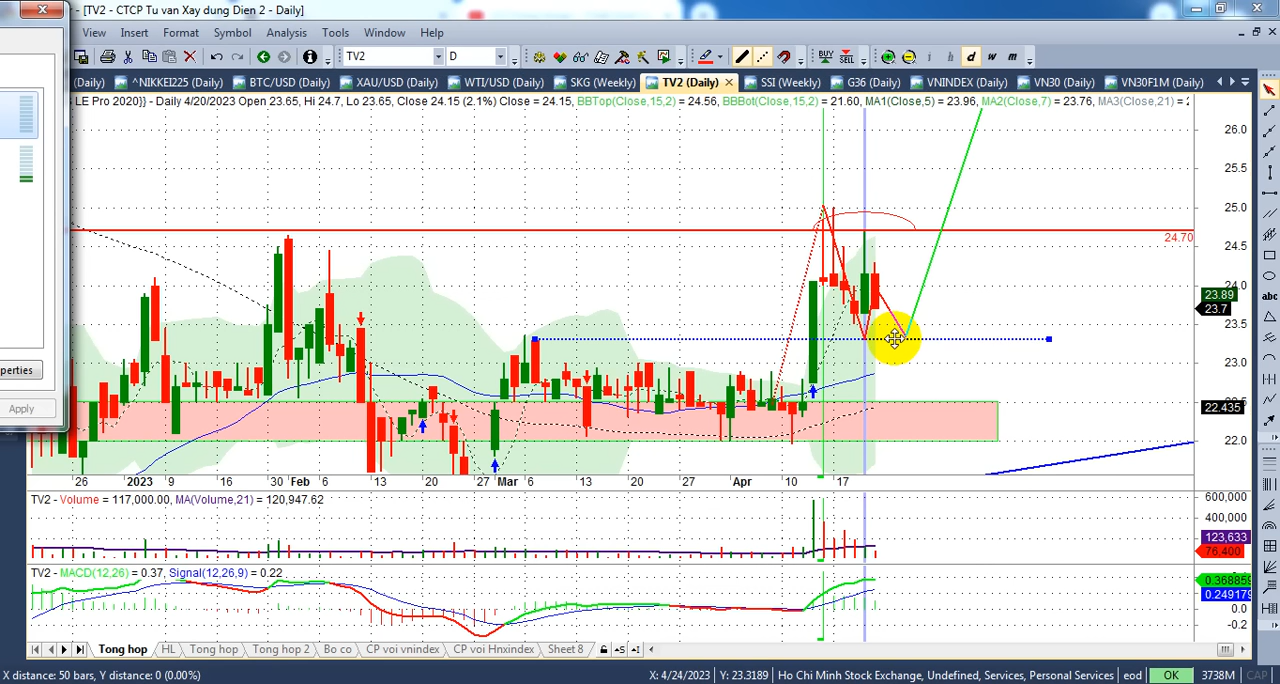 - [TV2 - CTCP Tu van Xay dung Dien 2 - Daily]
View Insert Format Symbol Analysis Tools Window Help
TV2 D BUY SELL i h d w m
(Daily) ^NIKKEI225 (Daily) BTC/USD (Daily) XAU/USD (Daily) WTI/USD (Daily) SKG (Weekly) TV2 (Daily) SSI (Weekly) G36 (Daily) VNINDEX (Daily) VN30 (Daily) VN30F1M (Daily)
LE Pro 2020)} - Daily 4/20/2023 Open 23.65, Hi 24.7, Lo 23.65, Close 24.15 (2.1%) Close = 24.15, BBTop(Close,15,2) = 24.56, BBBot(Close,15,2) = 21.60, MA1(Close,5) = 23.96, MA2(Close,7) = 23.76, MA3(Close,21) =
26.0
25.5
25.0
24.70
24.5
24.0
23.89
23.7
23.5
23.0
22.435
22.0
abc
perties
Apply
26 2023 9 16 30 Feb 6 13 20 27 Mar 6 13 20 27 Apr 10 17
TV2 - Volume = 117,000.00, MA(Volume,21) = 120,947.62
600,000
400,000
123,633
76,400
TV2 - MACD(12,26) = 0.37, Signal(12,26,9) = 0.22
0.368859
0.249179
0.0
-0.2
Tong hop HL Tong hop Tong hop 2 Bo co CP voi vnindex CP voi Hnxindex Sheet 8
X distance: 50 bars, Y distance: 0 (0.00%) X: 4/24/2023 Y: 23.3189 Ho Chi Minh Stock Exchange, Undefined, Services, Personal Services eod OK 3738M CAP